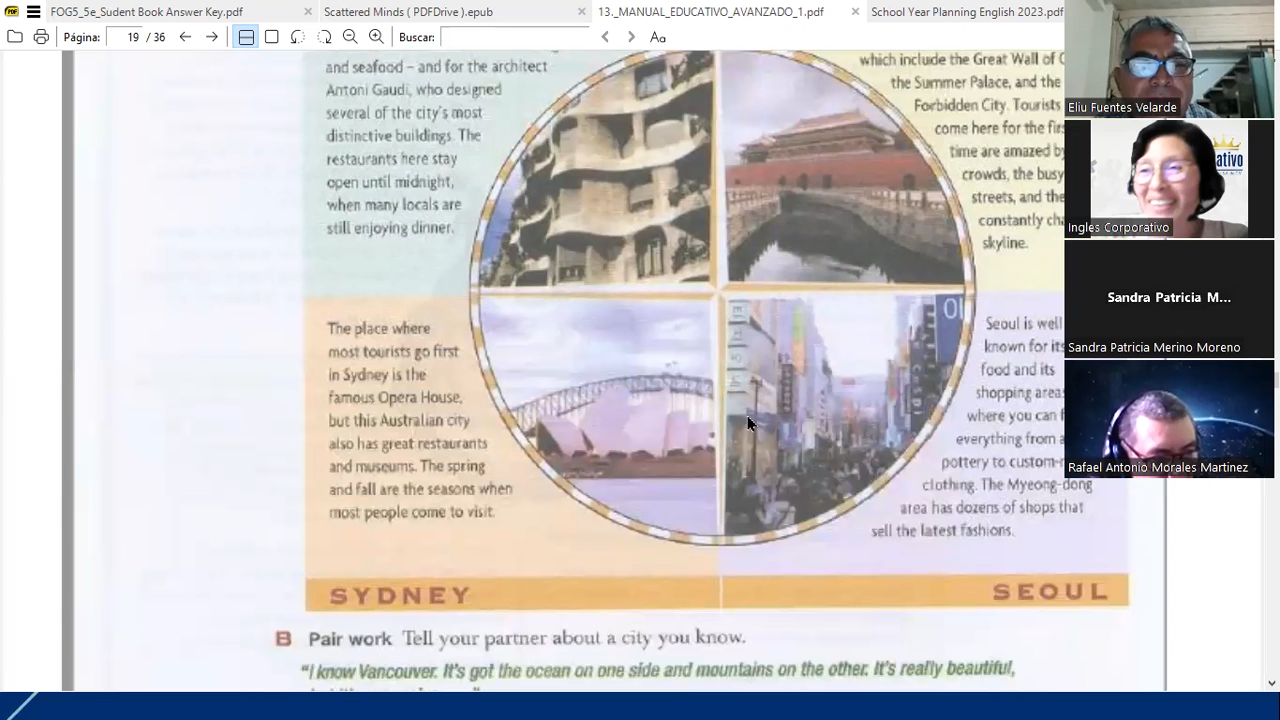 FOG5_5e_Sudent Book Answer Key.pdf
Scattered Minds ( PDFDrive ).epub
13._MANUAL_EDUCATIVO_AVANZADO_1.pdf
School Year Planning English 2023.pdf
Página:
19 / 36
Buscar:
and seafood – and for the architect
Antoni Gaudí, who designed
several of the city's most
distinctive buildings. The
restaurants here stay
open until midnight,
when many locals are
still enjoying dinner.
which include the Great Wall of
the Summer Palace, and the
Forbidden City. Tourists
come here for the
time are amazed by
crowds, the busy
streets, and
constantly
skyline.
The place where
most tourists go first
in Sydney is the
famous Opera House,
but this Australian city
also has great restaurants
and museums. The spring
and fall are the seasons when
most people come to visit.
Seoul is well
known for its
food and its
shopping areas
where you can
everything from
pottery to
clothing. The Myeong-dong
area has dozens of shops that
sell the latest fashions.
SYDNEY
SEOUL
B Pair work Tell your partner about a city you know.
"I know Vancouver. It's got the ocean on one side and mountains on the other. It's really beautiful,
Eliu Fuentes Velarde
ativo
Ingles Corporativo
Sandra Patricia M...
Sandra Patricia Merino Moreno
Rafael Antonio Morales Martinez